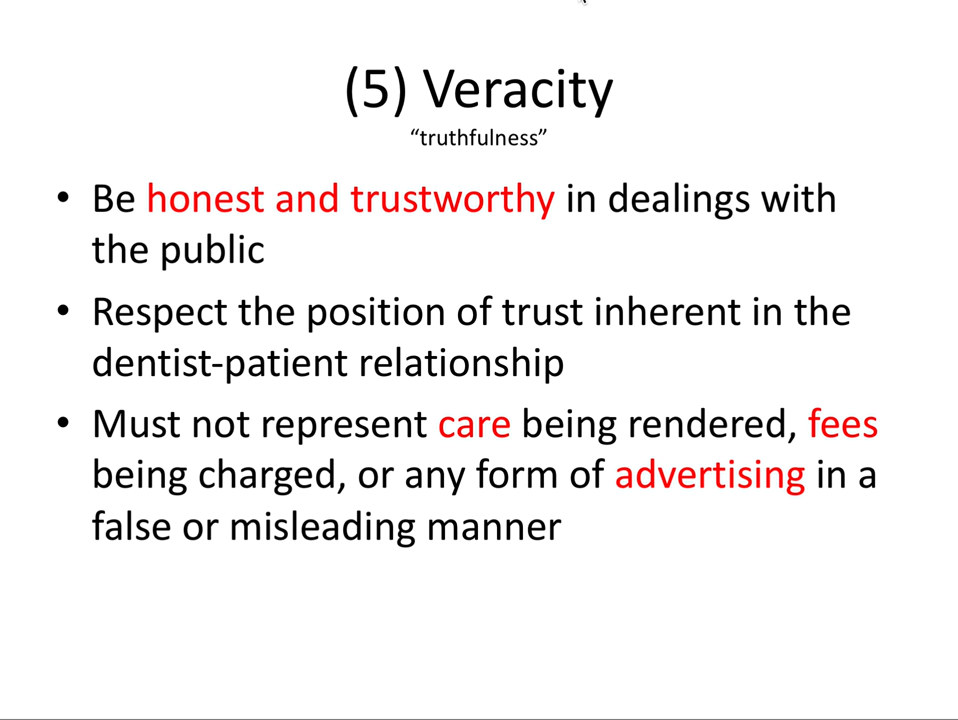 (5) Veracity
“truthfulness”
• Be honest and trustworthy in dealings with
the public
• Respect the position of trust inherent in the
dentist-patient relationship
• Must not represent care being rendered, fees
being charged, or any form of advertising in a
false or misleading manner